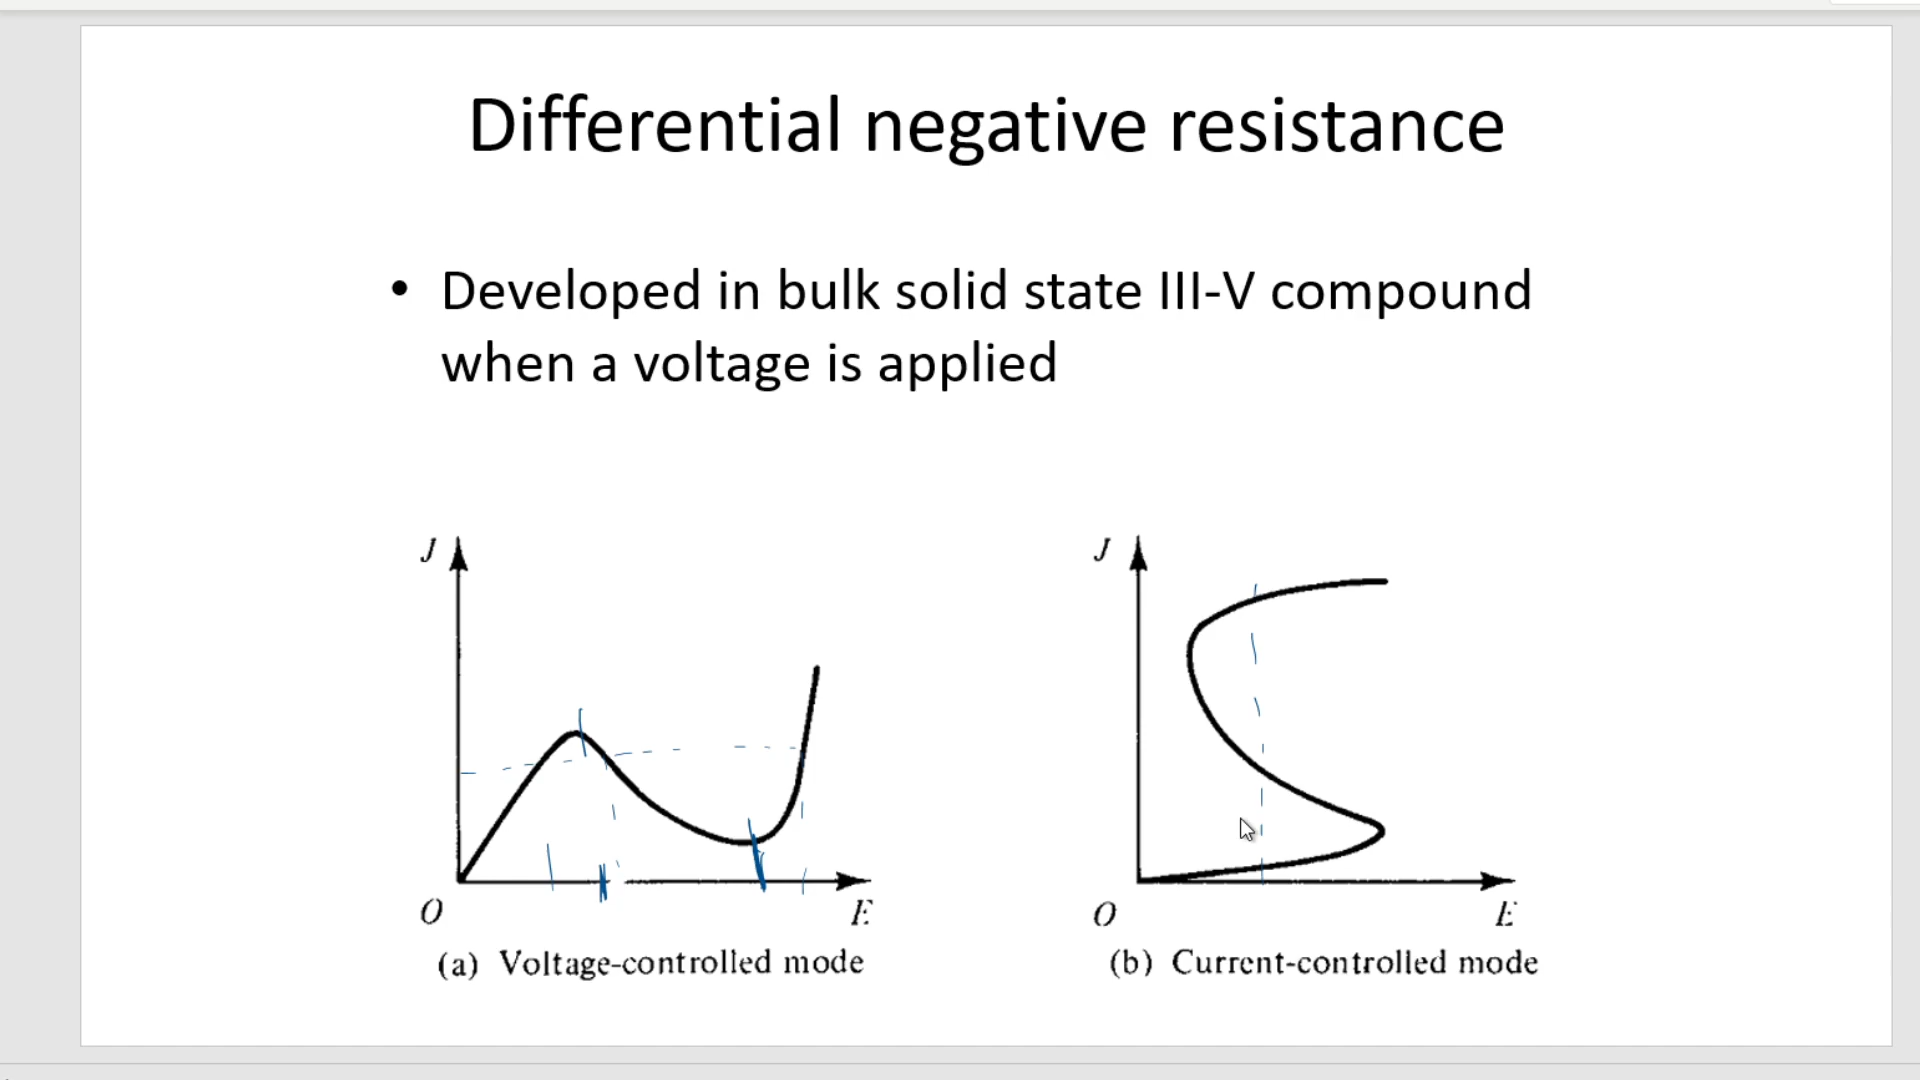 Differential negative resistance
• Developed in bulk solid state III-V compound
when a voltage is applied
J
O
E
(a) Voltage-controlled mode
J
O
E
(b) Current-controlled mode